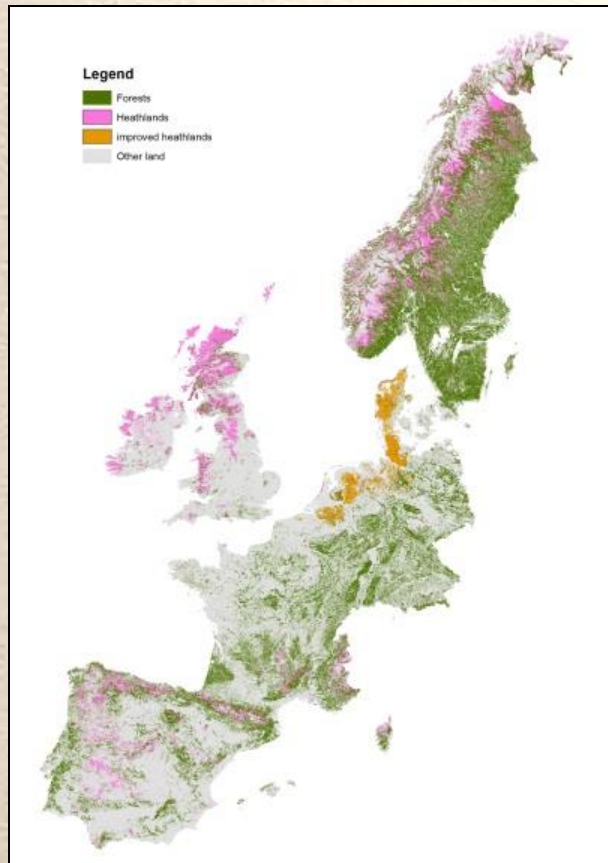 Legend
Forests
Heathlands
improved heathlands
Other land